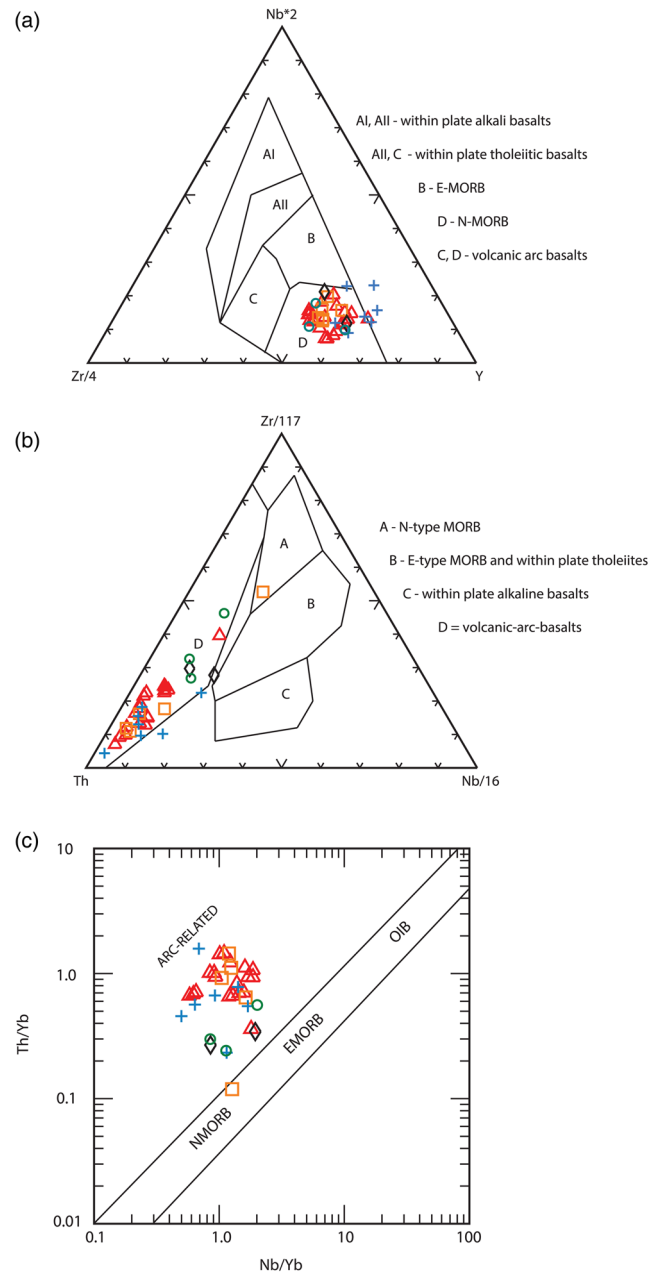 (a)
Nb*2
AI, AII - within plate alkali basalts
AI
AII, C - within plate tholeiitic basalts
B - E-MORB
AII
D - N-MORB
B
C, D - volcanic arc basalts
C
D
Zr/4
Y
(b)
Zr/117
A - N-type MORB
A
B - E-type MORB and within plate tholeiites
C - within plate alkaline basalts
B
D = volcanic-arc-basalts
D
C
Th
Nb/16
(c)
10
ARC-RELATED
OIB
1.0
Th/Yb
EMORB
0.1
NMORB
0.01
0.1
1.0
10
100
Nb/Yb